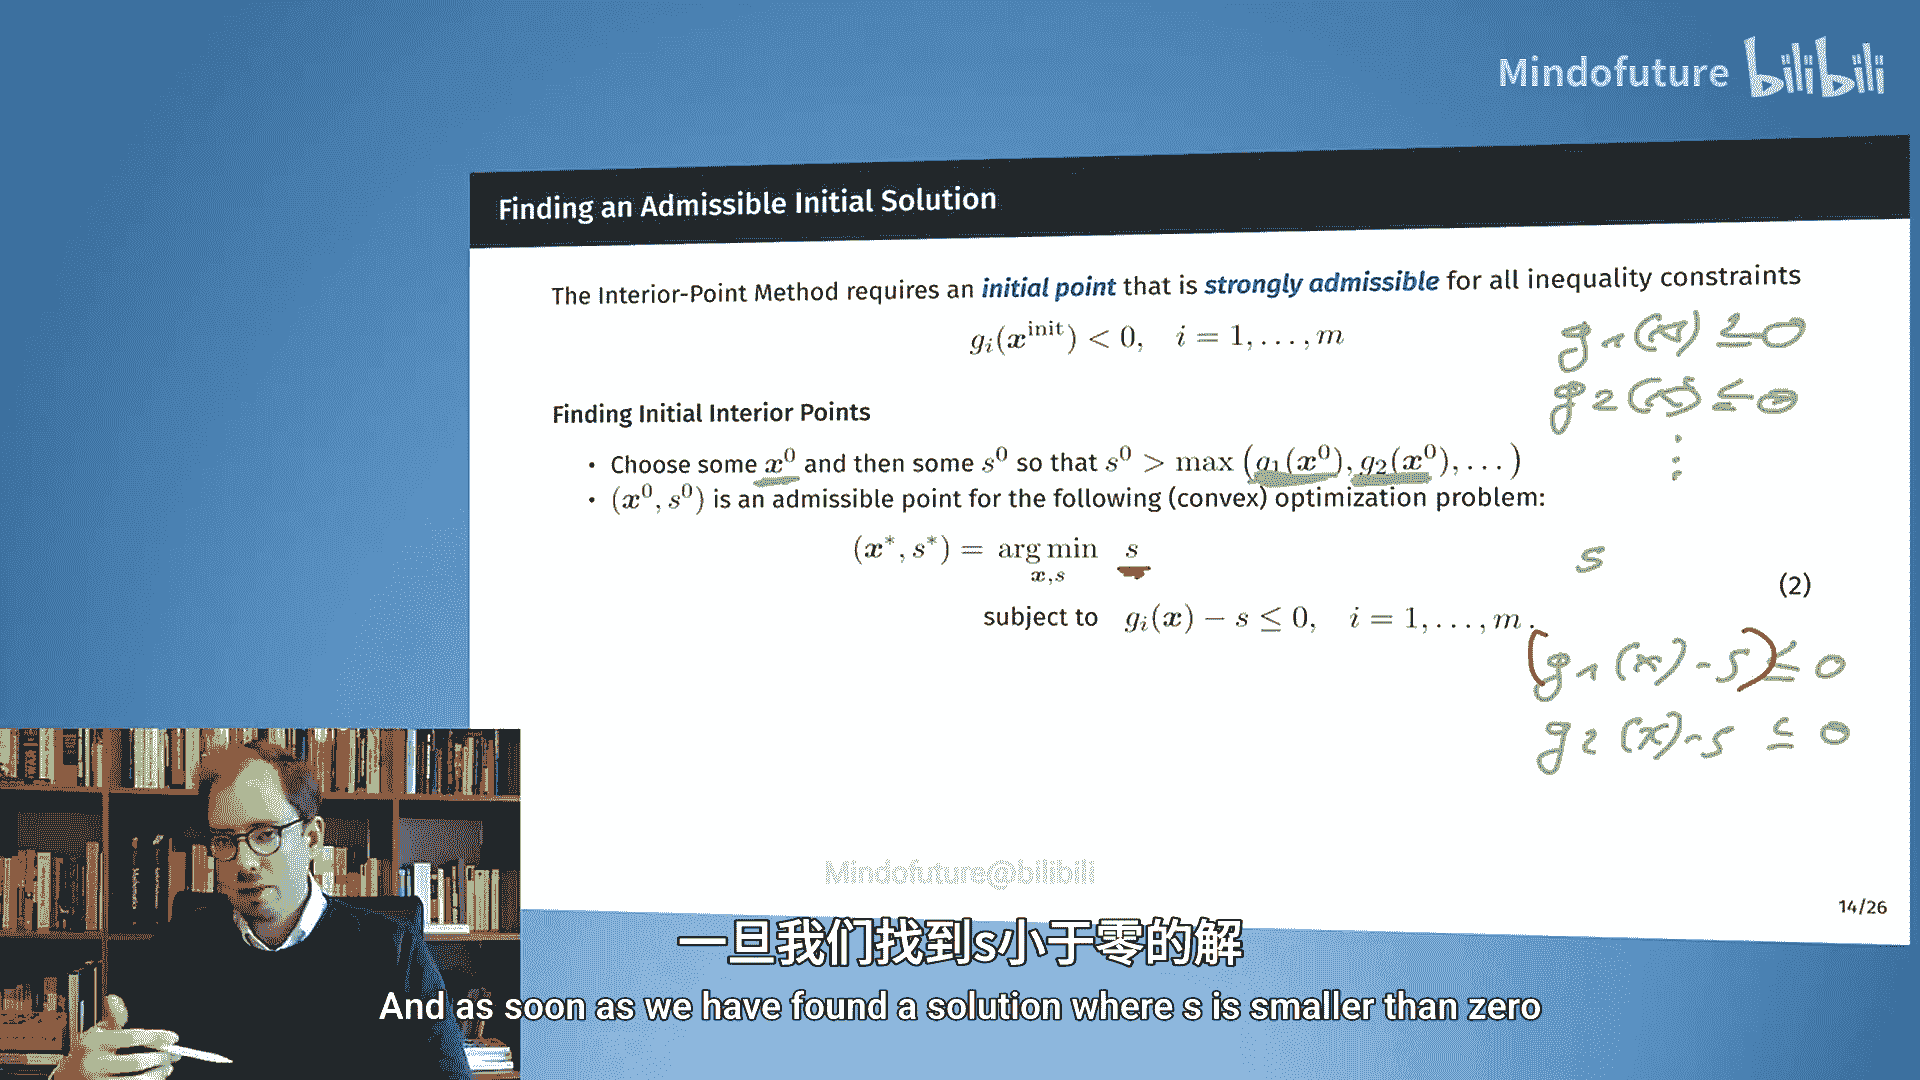 Mindofuture bilibili
Finding an Admissible Initial Solution
The Interior-Point Method requires an initial point that is strongly admissible for all inequality constraints
gᵢ(xⁱⁿⁱᵗ) < 0, i = 1, . . . , m
g₁(x) ≤ 0
g₂(x) ≤ 0
⋮
Finding Initial Interior Points
• Choose some x⁰ and then some s⁰ so that s⁰ > max (g₁(x⁰), g₂(x⁰), . . . )
• (x⁰, s⁰) is an admissible point for the following (convex) optimization problem:
(x*, s*) = arg min s
x,s
s
(2)
subject to gᵢ(x) − s ≤ 0, i = 1, . . . , m .
(g₁(x) - s) ≤ 0
g₂(x) - s ≤ 0
Mindofuture@bilibili
14/26
一旦我们找到s小于零的解
And as soon as we have found a solution where s is smaller than zero